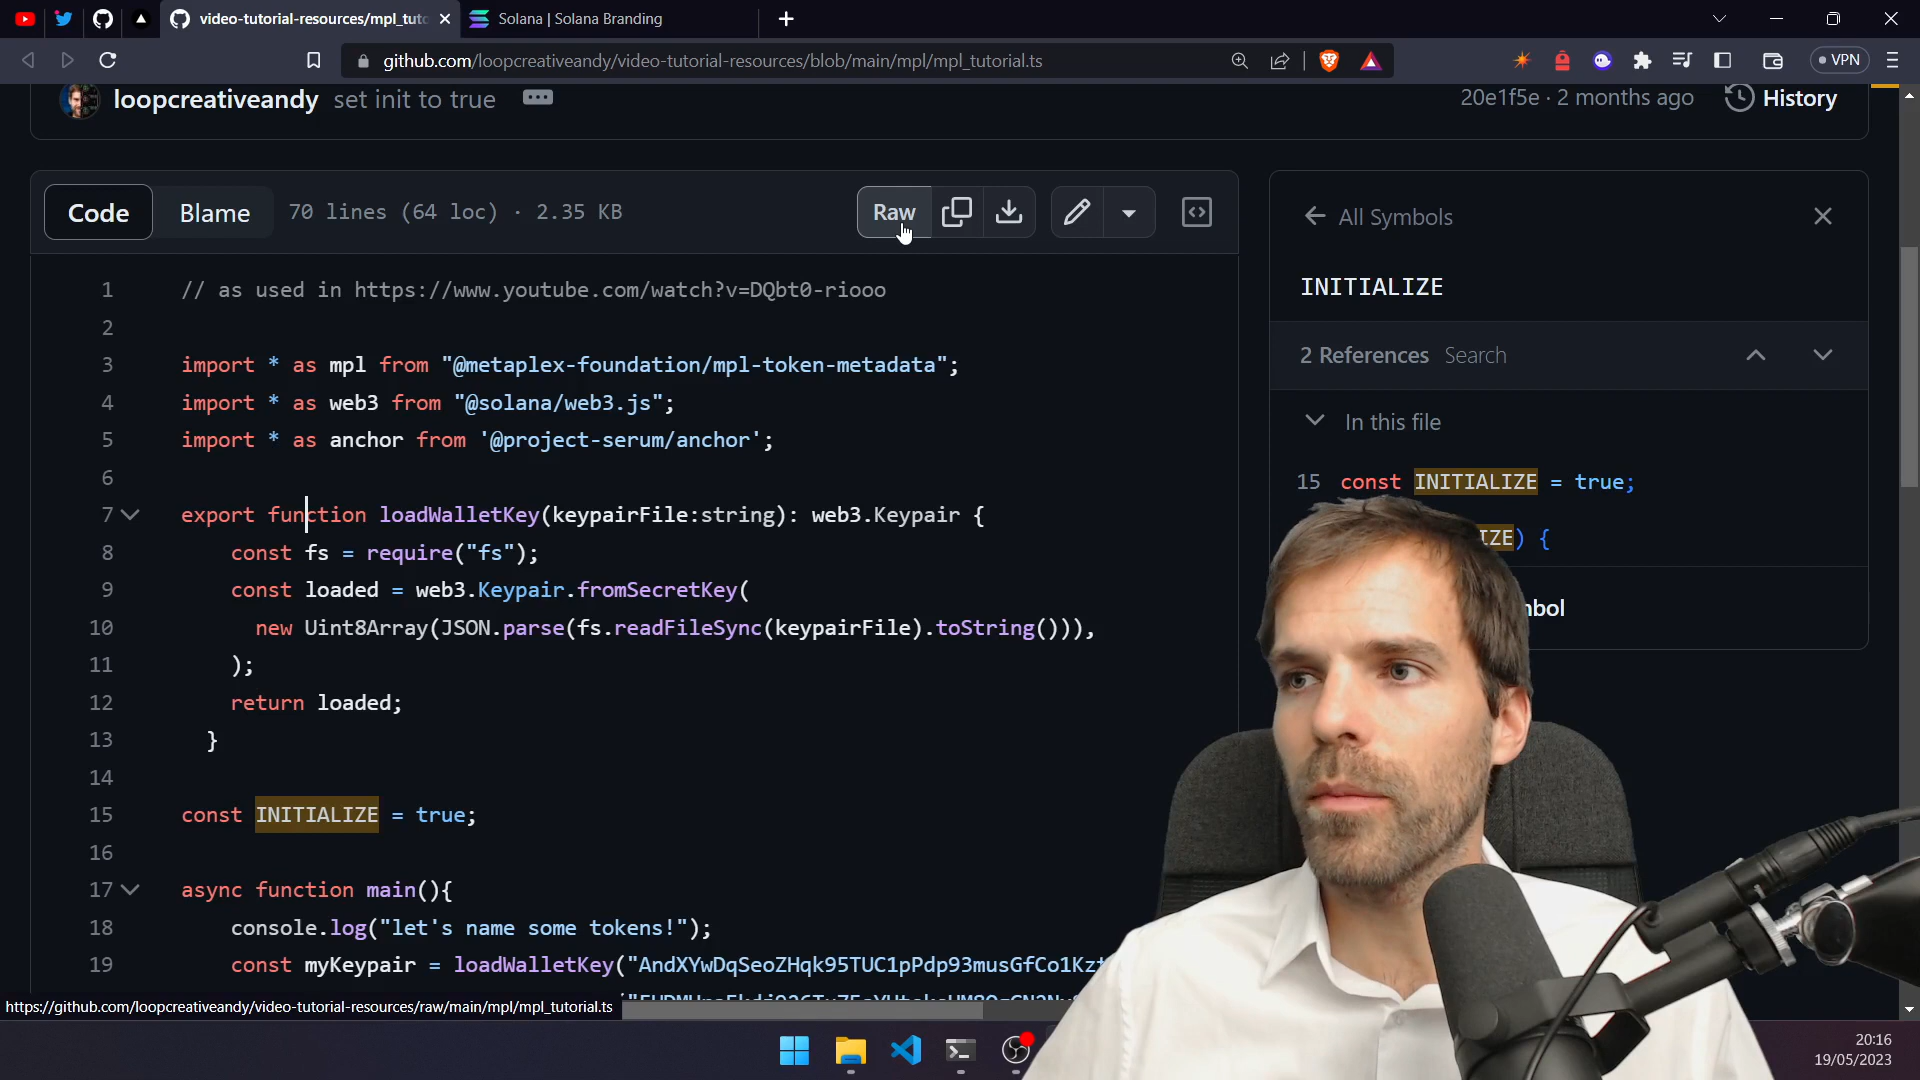 video-tutorial-resources/mpl_tuto
Solana | Solana Branding
github.com/loopcreativeandy/video-tutorial-resources/blob/main/mpl/mpl_tutorial.ts
VPN
loopcreativeandy set init to true
20e1f5e · 2 months ago
History
Code
Blame
70 lines (64 loc) · 2.35 KB
Raw
All Symbols
INITIALIZE
2 References Search
In this file
15 const INITIALIZE = true;
IZE) {
mbol
1 // as used in https://www.youtube.com/watch?v=DQbt0-riooo
2
3 import * as mpl from "@metaplex-foundation/mpl-token-metadata";
4 import * as web3 from "@solana/web3.js";
5 import * as anchor from '@project-serum/anchor';
6
7 export function loadWalletKey(keypairFile:string): web3.Keypair {
8 const fs = require("fs");
9 const loaded = web3.Keypair.fromSecretKey(
10 new Uint8Array(JSON.parse(fs.readFileSync(keypairFile).toString())),
11 );
12 return loaded;
13 }
14
15 const INITIALIZE = true;
16
17 async function main(){
18 console.log("let's name some tokens!");
19 const myKeypair = loadWalletKey("AndXYwDqSeoZHqk95TUC1pPdp93musGfCo1Kzt
https://github.com/loopcreativeandy/video-tutorial-resources/raw/main/mpl/mpl_tutorial.ts
20:16
19/05/2023